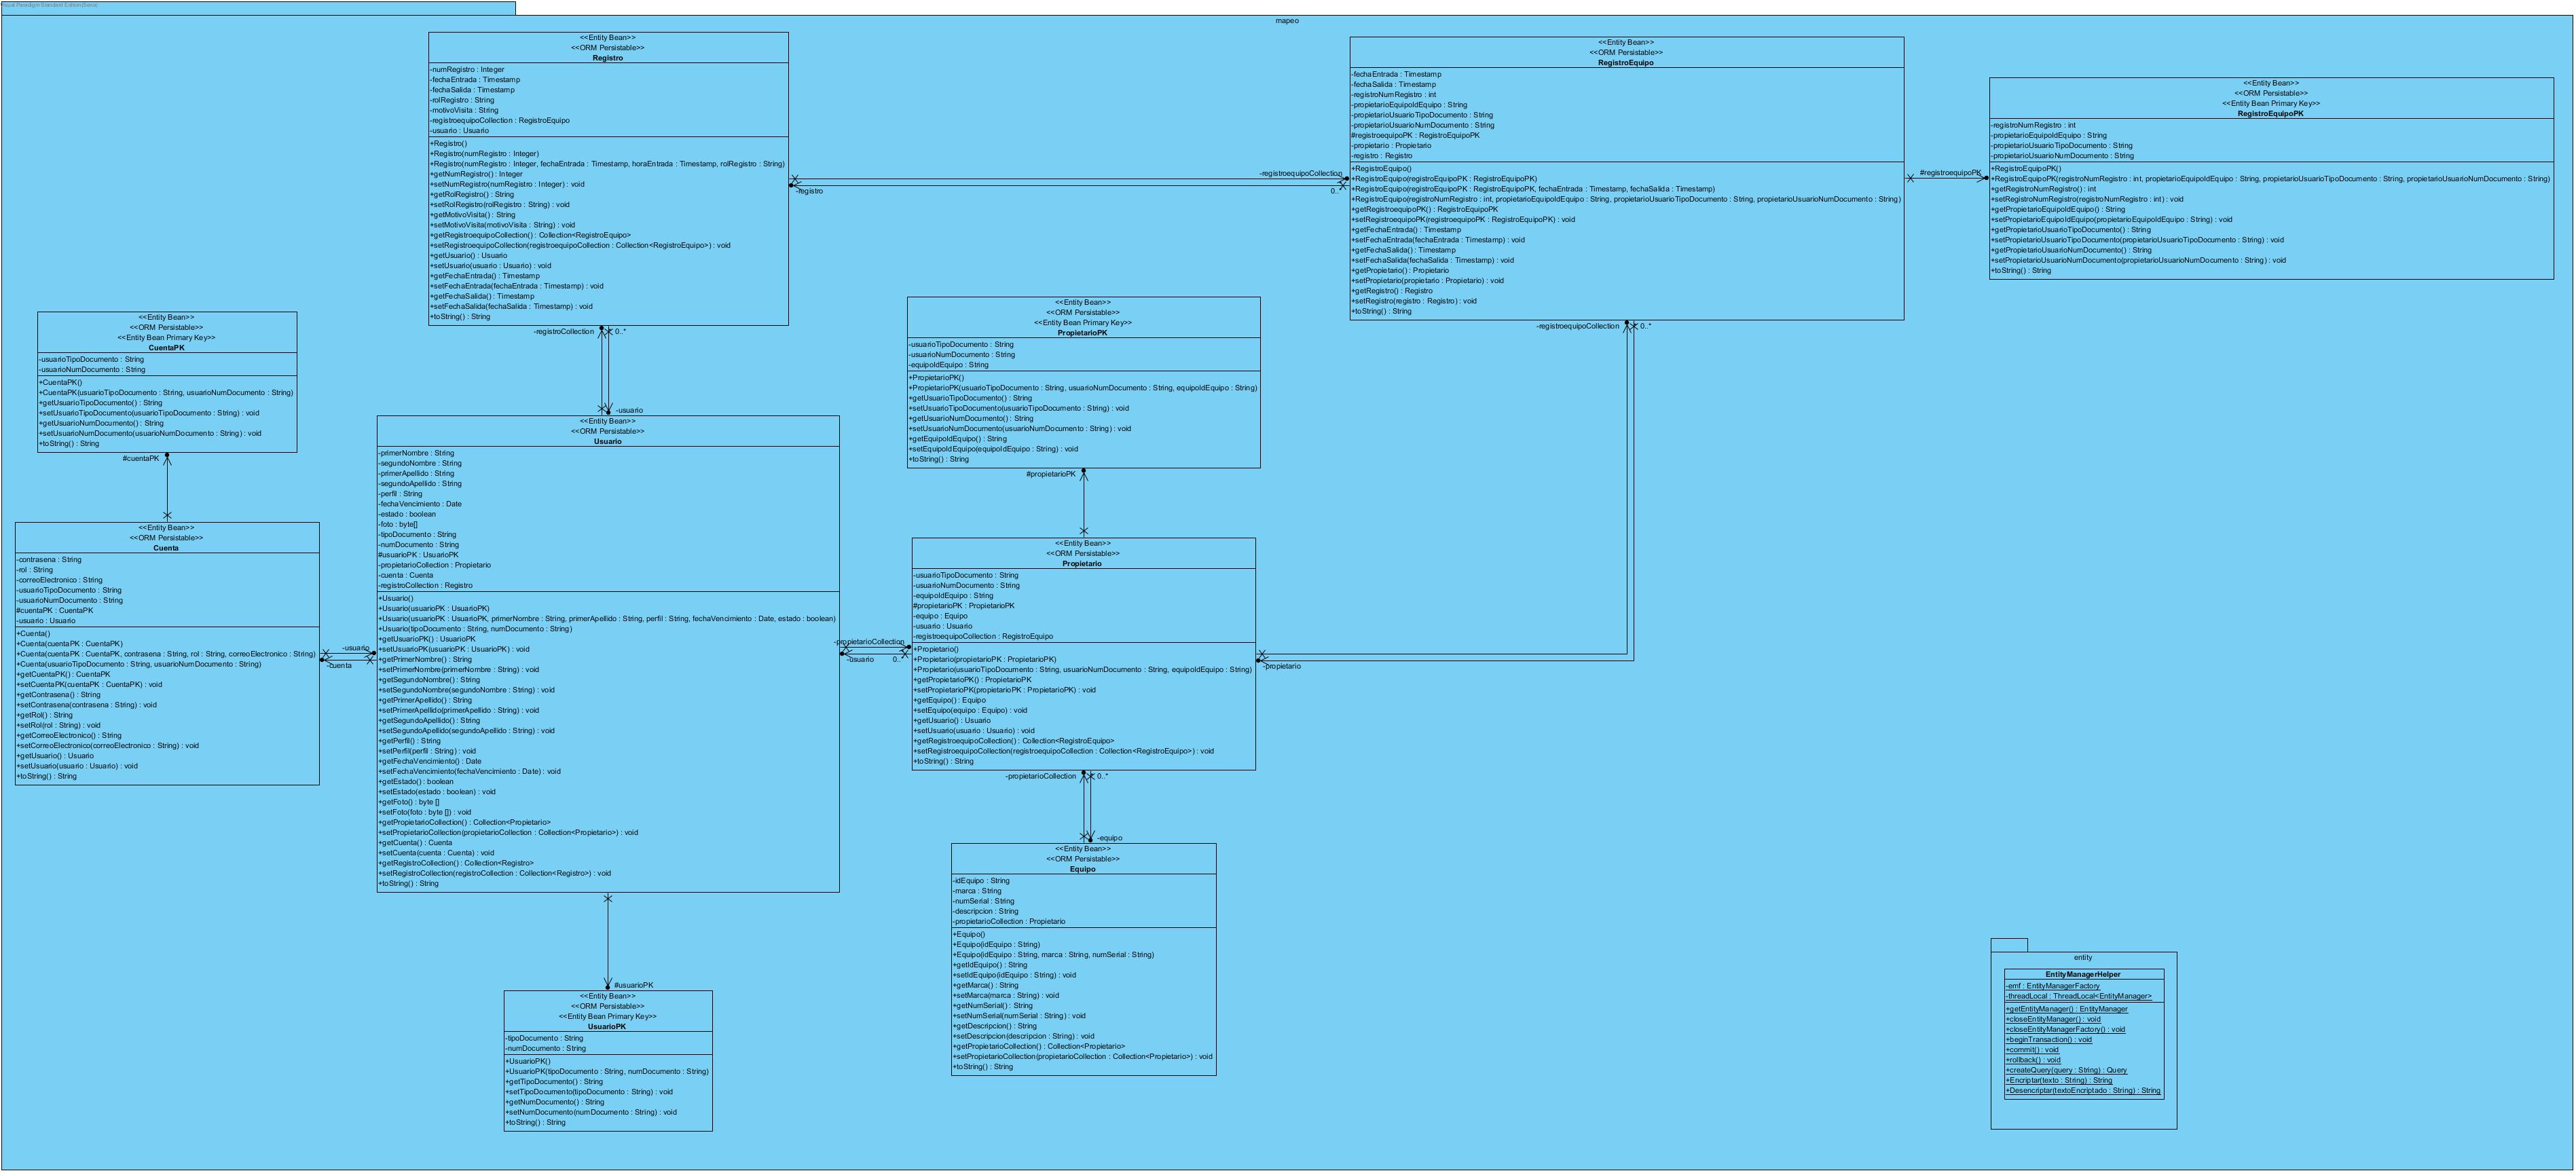 Visual Paradigm Standard Edition(Sena)
mapeo
<<Entity Bean>>
<<ORM Persistable>>
Registro
-numRegistro : Integer
-fechaEntrada : Timestamp
-fechaSalida : Timestamp
-rolRegistro : String
-motivoVisita : String
-registroequipoCollection : RegistroEquipo
-usuario : Usuario
+Registro()
+Registro(numRegistro : Integer)
+Registro(numRegistro : Integer, fechaEntrada : Timestamp, horaEntrada : Timestamp, rolRegistro : String)
+getNumRegistro() : Integer
+setNumRegistro(numRegistro : Integer) : void
+getRolRegistro() : String
+setRolRegistro(rolRegistro : String) : void
+getMotivoVisita() : String
+setMotivoVisita(motivoVisita : String) : void
+getRegistroequipoCollection() : Collection<RegistroEquipo>
+setRegistroequipoCollection(registroequipoCollection : Collection<RegistroEquipo>) : void
+getUsuario() : Usuario
+setUsuario(usuario : Usuario) : void
+getFechaEntrada() : Timestamp
+setFechaEntrada(fechaEntrada : Timestamp) : void
+getFechaSalida() : Timestamp
+setFechaSalida(fechaSalida : Timestamp) : void
+toString() : String
-registroequipoCollection
-registro
0..*
<<Entity Bean>>
<<ORM Persistable>>
RegistroEquipo
-fechaEntrada : Timestamp
-fechaSalida : Timestamp
-registroNumRegistro : int
-propietarioEquipoIdEquipo : String
-propietarioUsuarioTipoDocumento : String
-propietarioUsuarioNumDocumento : String
#registroequipoPK : RegistroEquipoPK
-propietario : Propietario
-registro : Registro
+RegistroEquipo()
+RegistroEquipo(registroEquipoPK : RegistroEquipoPK)
+RegistroEquipo(registroEquipoPK : RegistroEquipoPK, fechaEntrada : Timestamp, fechaSalida : Timestamp)
+RegistroEquipo(registroNumRegistro : int, propietarioEquipoIdEquipo : String, propietarioUsuarioTipoDocumento : String, propietarioUsuarioNumDocumento : String)
+getRegistroequipoPK() : RegistroEquipoPK
+setRegistroequipoPK(registroequipoPK : RegistroEquipoPK) : void
+getFechaEntrada() : Timestamp
+setFechaEntrada(fechaEntrada : Timestamp) : void
+getFechaSalida() : Timestamp
+setFechaSalida(fechaSalida : Timestamp) : void
+getPropietario() : Propietario
+setPropietario(propietario : Propietario) : void
+getRegistro() : Registro
+setRegistro(registro : Registro) : void
+toString() : String
#registroequipoPK
<<Entity Bean>>
<<ORM Persistable>>
<<Entity Bean Primary Key>>
RegistroEquipoPK
-registroNumRegistro : int
-propietarioEquipoIdEquipo : String
-propietarioUsuarioTipoDocumento : String
-propietarioUsuarioNumDocumento : String
+RegistroEquipoPK()
+RegistroEquipoPK(registroNumRegistro : int, propietarioEquipoIdEquipo : String, propietarioUsuarioTipoDocumento : String, propietarioUsuarioNumDocumento : String)
+getRegistroNumRegistro() : int
+setRegistroNumRegistro(registroNumRegistro : int) : void
+getPropietarioEquipoIdEquipo() : String
+setPropietarioEquipoIdEquipo(propietarioEquipoIdEquipo : String) : void
+getPropietarioUsuarioTipoDocumento() : String
+setPropietarioUsuarioTipoDocumento(propietarioUsuarioTipoDocumento : String) : void
+getPropietarioUsuarioNumDocumento() : String
+setPropietarioUsuarioNumDocumento(propietarioUsuarioNumDocumento : String) : void
+toString() : String
<<Entity Bean>>
<<ORM Persistable>>
<<Entity Bean Primary Key>>
CuentaPK
-usuarioTipoDocumento : String
-usuarioNumDocumento : String
+CuentaPK()
+CuentaPK(usuarioTipoDocumento : String, usuarioNumDocumento : String)
+getUsuarioTipoDocumento() : String
+setUsuarioTipoDocumento(usuarioTipoDocumento : String) : void
+getUsuarioNumDocumento() : String
+setUsuarioNumDocumento(usuarioNumDocumento : String) : void
+toString() : String
#cuentaPK
-registroCollection
0..*
-usuario
<<Entity Bean>>
<<ORM Persistable>>
<<Entity Bean Primary Key>>
PropietarioPK
-usuarioTipoDocumento : String
-usuarioNumDocumento : String
-equipoIdEquipo : String
+PropietarioPK()
+PropietarioPK(usuarioTipoDocumento : String, usuarioNumDocumento : String, equipoIdEquipo : String)
+getUsuarioTipoDocumento() : String
+setUsuarioTipoDocumento(usuarioTipoDocumento : String) : void
+getUsuarioNumDocumento() : String
+setUsuarioNumDocumento(usuarioNumDocumento : String) : void
+getEquipoIdEquipo() : String
+setEquipoIdEquipo(equipoIdEquipo : String) : void
+toString() : String
#propietarioPK
-registroequipoCollection
0..*
<<Entity Bean>>
<<ORM Persistable>>
Cuenta
-contrasena : String
-rol : String
-correoElectronico : String
-usuarioTipoDocumento : String
-usuarioNumDocumento : String
#cuentaPK : CuentaPK
-usuario : Usuario
+Cuenta()
+Cuenta(cuentaPK : CuentaPK)
+Cuenta(cuentaPK : CuentaPK, contrasena : String, rol : String, correoElectronico : String)
+Cuenta(usuarioTipoDocumento : String, usuarioNumDocumento : String)
+getCuentaPK() : CuentaPK
+setCuentaPK(cuentaPK : CuentaPK) : void
+getContrasena() : String
+setContrasena(contrasena : String) : void
+getRol() : String
+setRol(rol : String) : void
+getCorreoElectronico() : String
+setCorreoElectronico(correoElectronico : String) : void
+getUsuario() : Usuario
+setUsuario(usuario : Usuario) : void
+toString() : String
-usuario
-cuenta
<<Entity Bean>>
<<ORM Persistable>>
Usuario
-primerNombre : String
-segundoNombre : String
-primerApellido : String
-segundoApellido : String
-perfil : String
-fechaVencimiento : Date
-estado : boolean
-foto : byte[]
-tipoDocumento : String
-numDocumento : String
#usuarioPK : UsuarioPK
-propietarioCollection : Propietario
-cuenta : Cuenta
-registroCollection : Registro
+Usuario()
+Usuario(usuarioPK : UsuarioPK)
+Usuario(usuarioPK : UsuarioPK, primerNombre : String, primerApellido : String, perfil : String, fechaVencimiento : Date, estado : boolean)
+Usuario(tipoDocumento : String, numDocumento : String)
+getUsuarioPK() : UsuarioPK
+setUsuarioPK(usuarioPK : UsuarioPK) : void
+getPrimerNombre() : String
+setPrimerNombre(primerNombre : String) : void
+getSegundoNombre() : String
+setSegundoNombre(segundoNombre : String) : void
+getPrimerApellido() : String
+setPrimerApellido(primerApellido : String) : void
+getSegundoApellido() : String
+setSegundoApellido(segundoApellido : String) : void
+getPerfil() : String
+setPerfil(perfil : String) : void
+getFechaVencimiento() : Date
+setFechaVencimiento(fechaVencimiento : Date) : void
+getEstado() : boolean
+setEstado(estado : boolean) : void
+getFoto() : byte []
+setFoto(foto : byte []) : void
+getPropietarioCollection() : Collection<Propietario>
+setPropietarioCollection(propietarioCollection : Collection<Propietario>) : void
+getCuenta() : Cuenta
+setCuenta(cuenta : Cuenta) : void
+getRegistroCollection() : Collection<Registro>
+setRegistroCollection(registroCollection : Collection<Registro>) : void
+toString() : String
-propietarioCollection
-usuario
0..
<<Entity Bean>>
<<ORM Persistable>>
Propietario
-usuarioTipoDocumento : String
-usuarioNumDocumento : String
-equipoIdEquipo : String
#propietarioPK : PropietarioPK
-equipo : Equipo
-usuario : Usuario
-registroequipoCollection : RegistroEquipo
+Propietario()
+Propietario(propietarioPK : PropietarioPK)
+Propietario(usuarioTipoDocumento : String, usuarioNumDocumento : String, equipoIdEquipo : String)
+getPropietarioPK() : PropietarioPK
+setPropietarioPK(propietarioPK : PropietarioPK) : void
+getEquipo() : Equipo
+setEquipo(equipo : Equipo) : void
+getUsuario() : Usuario
+setUsuario(usuario : Usuario) : void
+getRegistroequipoCollection() : Collection<RegistroEquipo>
+setRegistroequipoCollection(registroequipoCollection : Collection<RegistroEquipo>) : void
+toString() : String
-propietario
-propietarioCollection
0..*
-equipo
<<Entity Bean>>
<<ORM Persistable>>
Equipo
-idEquipo : String
-marca : String
-numSerial : String
-descripcion : String
-propietarioCollection : Propietario
+Equipo()
+Equipo(idEquipo : String)
+Equipo(idEquipo : String, marca : String, numSerial : String)
+getIdEquipo() : String
+setIdEquipo(idEquipo : String) : void
+getMarca() : String
+setMarca(marca : String) : void
+getNumSerial() : String
+setNumSerial(numSerial : String) : void
+getDescripcion() : String
+setDescripcion(descripcion : String) : void
+getPropietarioCollection() : Collection<Propietario>
+setPropietarioCollection(propietarioCollection : Collection<Propietario>) : void
+toString() : String
#usuarioPK
<<Entity Bean>>
<<ORM Persistable>>
<<Entity Bean Primary Key>>
UsuarioPK
-tipoDocumento : String
-numDocumento : String
+UsuarioPK()
+UsuarioPK(tipoDocumento : String, numDocumento : String)
+getTipoDocumento() : String
+setTipoDocumento(tipoDocumento : String) : void
+getNumDocumento() : String
+setNumDocumento(numDocumento : String) : void
+toString() : String
entity
EntityManagerHelper
-emf : EntityManagerFactory
-threadLocal : ThreadLocal<EntityManager>
+getEntityManager() : EntityManager
+closeEntityManager() : void
+closeEntityManagerFactory() : void
+beginTransaction() : void
+commit() : void
+rollback() : void
+createQuery(query : String) : Query
+Encriptar(texto : String) : String
+Desencriptar(textoEncriptado : String) : String